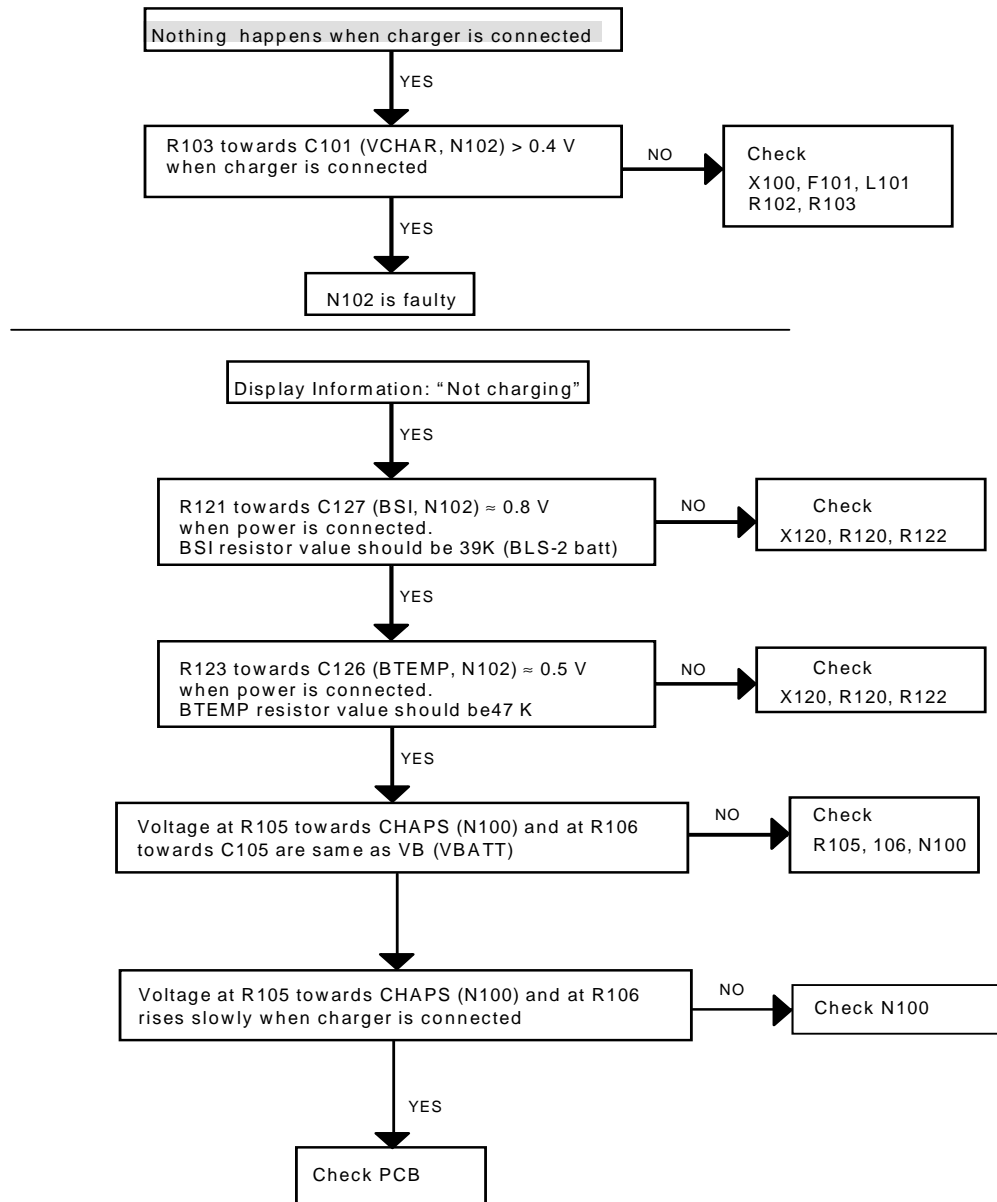 Nothing happens when charger is connected
YES
R103 towards C101 (VCHAR, N102) > 0.4 V
when charger is connected
NO
Check
X100, F101, L101
R102, R103
YES
N102 is faulty
Display Information: “Not charging”
YES
R121 towards C127 (BSI, N102) ≈ 0.8 V
when power is connected.
BSI resistor value should be 39K (BLS-2 batt)
NO
Check
X120, R120, R122
YES
R123 towards C126 (BTEMP, N102) ≈ 0.5 V
when power is connected.
BTEMP resistor value should be47 K
NO
Check
X120, R120, R122
YES
Voltage at R105 towards CHAPS (N100) and at R106
towards C105 are same as VB (VBATT)
NO
Check
R105, 106, N100
Voltage at R105 towards CHAPS (N100) and at R106
rises slowly when charger is connected
NO
Check N100
YES
Check PCB